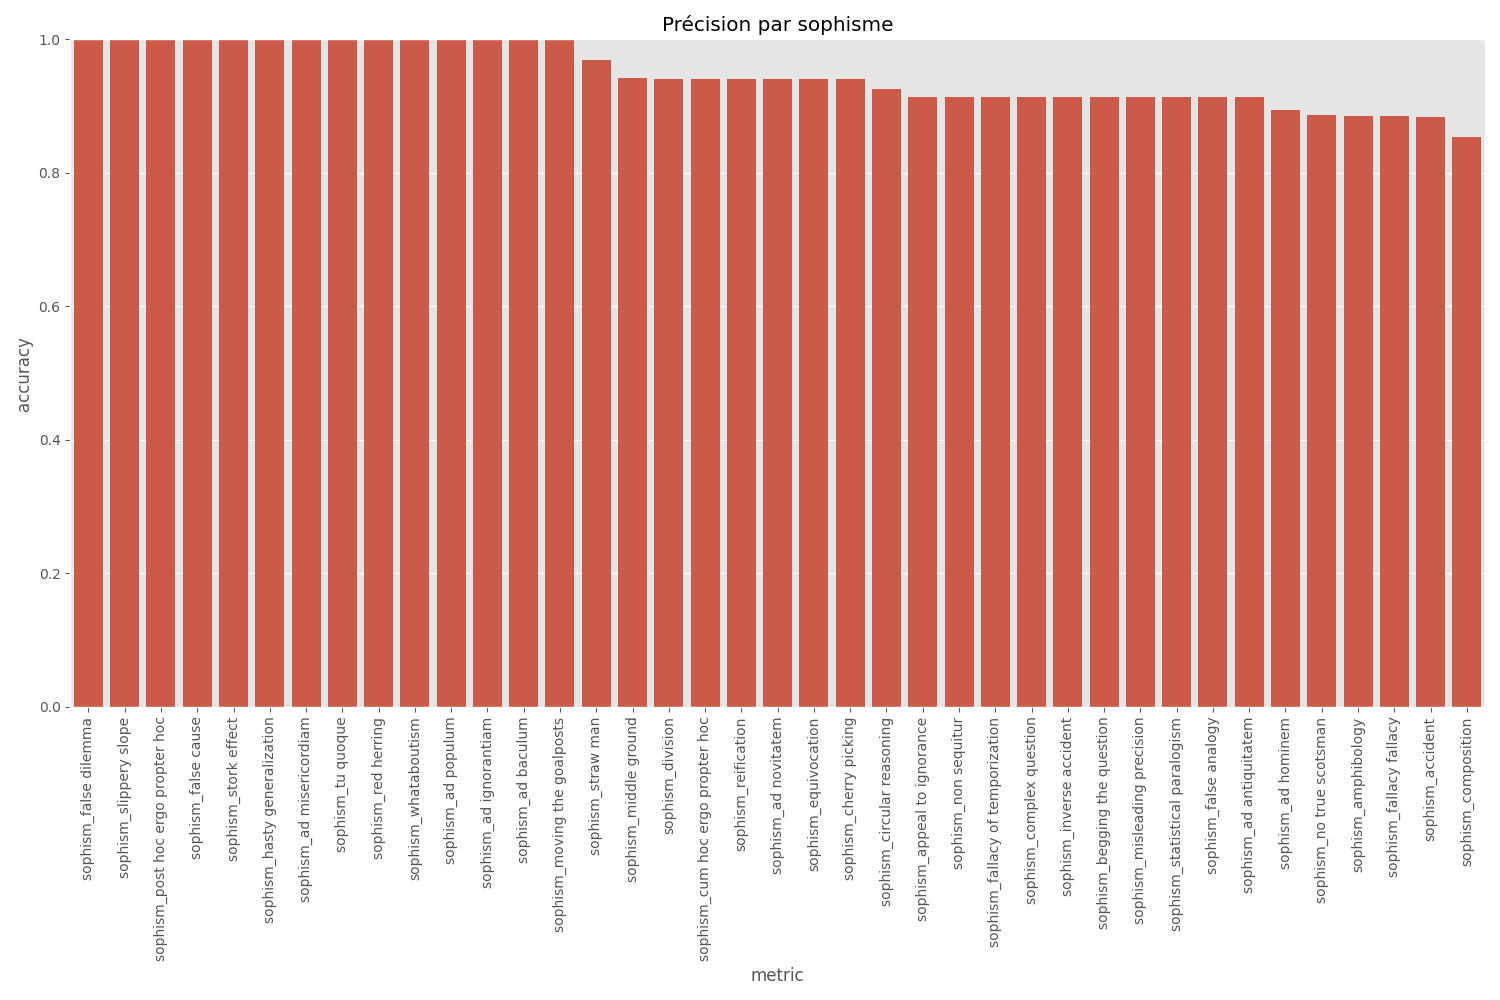 Précision par sophisme
1.0
0.8
0.6
0.4
0.2
0.0
accuracy
sophism_false dilemma
sophism_slippery slope
sophism_post hoc ergo propter hoc
sophism_false cause
sophism_stork effect
sophism_hasty generalization
sophism_ad misericordiam
sophism_tu quoque
sophism_red herring
sophism_whataboutism
sophism_ad populum
sophism_ad ignorantiam
sophism_ad baculum
sophism_moving the goalposts
sophism_straw man
sophism_middle ground
sophism_division
sophism_cum hoc ergo propter hoc
sophism_reification
sophism_ad novitatem
sophism_equivocation
sophism_cherry picking
sophism_circular reasoning
sophism_appeal to ignorance
sophism_non sequitur
sophism_fallacy of temporization
sophism_complex question
sophism_inverse accident
sophism_begging the question
sophism_misleading precision
sophism_statistical paralogism
sophism_false analogy
sophism_ad antiquitatem
sophism_ad hominem
sophism_no true scotsman
sophism_amphibology
sophism_fallacy fallacy
sophism_accident
sophism_composition
metric